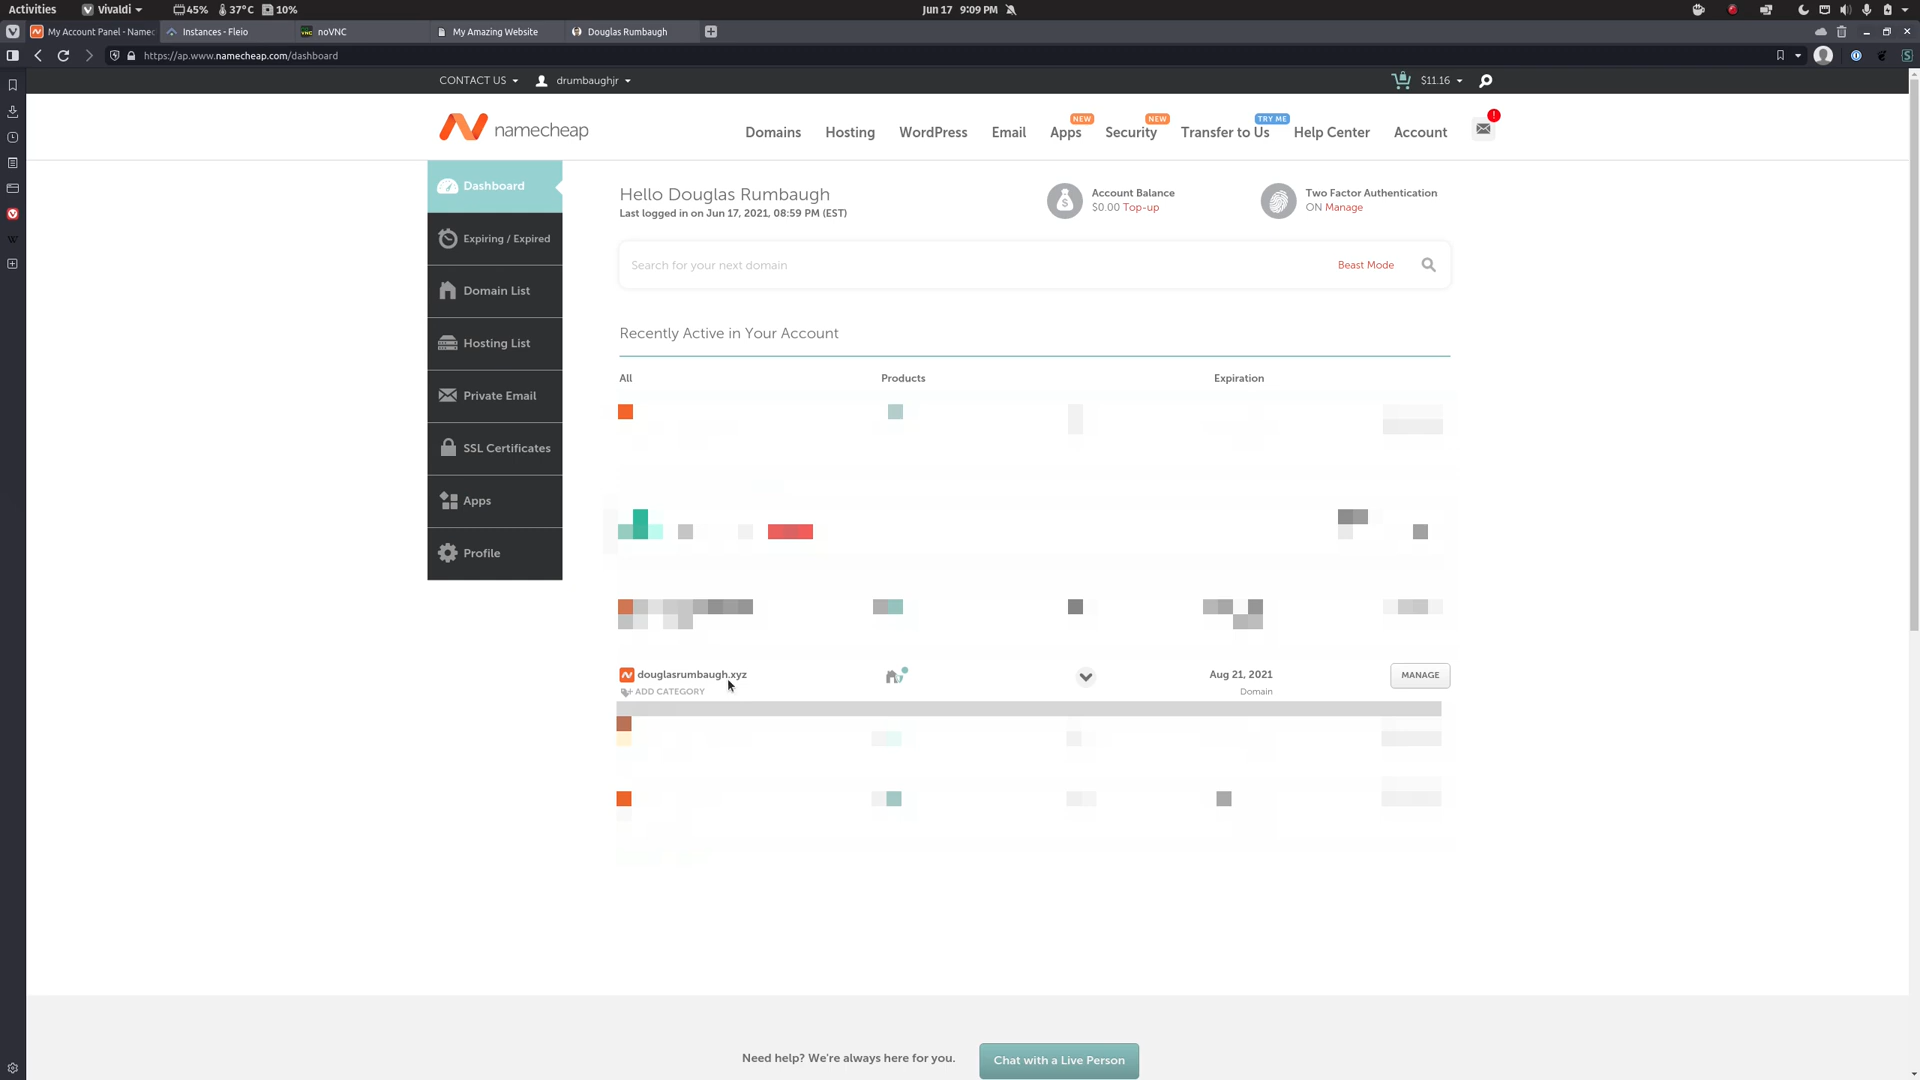 Activities
Vivaldi
45%
37°C
10%
Jun 17 9:09 PM
My Account Panel - Namec
Instances - Fleio
noVNC
My Amazing Website
Douglas Rumbaugh
https://ap.www.namecheap.com/dashboard
CONTACT US
drumbaughjr
$11.16
namecheap
Domains
Hosting
WordPress
Email
NEW
Apps
NEW
Security
TRY ME
Transfer to Us
Help Center
Account
!
Dashboard
Expiring / Expired
Domain List
Hosting List
Private Email
SSL Certificates
Apps
Profile
Hello Douglas Rumbaugh
Last logged in on Jun 17, 2021, 08:59 PM (EST)
Account Balance
$0.00 Top-up
Two Factor Authentication
ON Manage
Search for your next domain
Beast Mode
Recently Active in Your Account
All
Products
Expiration
douglasrumbaugh.xyz
ADD CATEGORY
Aug 21, 2021
Domain
MANAGE
Need help? We're always here for you.
Chat with a Live Person